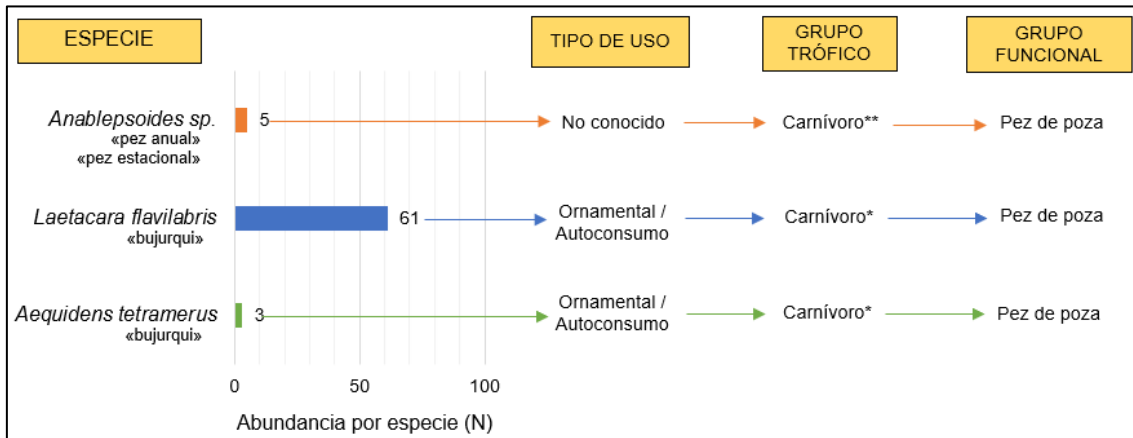 ESPECIE
TIPO DE USO
GRUPO
TRÓFICO
GRUPO
FUNCIONAL
Anablepsoides sp.
«pez anual»
«pez estacional»
5
No conocido
Carnívoro**
Pez de poza
Laetacara flavilabris
«bujurqui»
61
Ornamental /
Autoconsumo
Carnívoro*
Pez de poza
Aequidens tetramerus
«bujurqui»
3
Ornamental /
Autoconsumo
Carnívoro*
Pez de poza
0 50 100
Abundancia por especie (N)